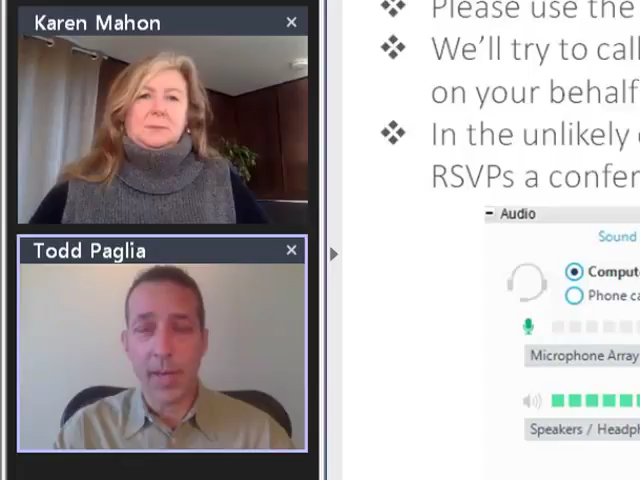 Karen Mahon
Todd Paglia
Please use the
We'll try to call
on your behalf
In the unlikely
RSVPs a confer
Audio
Sound
Compute
Phone ca
Microphone Array
Speakers / Headph